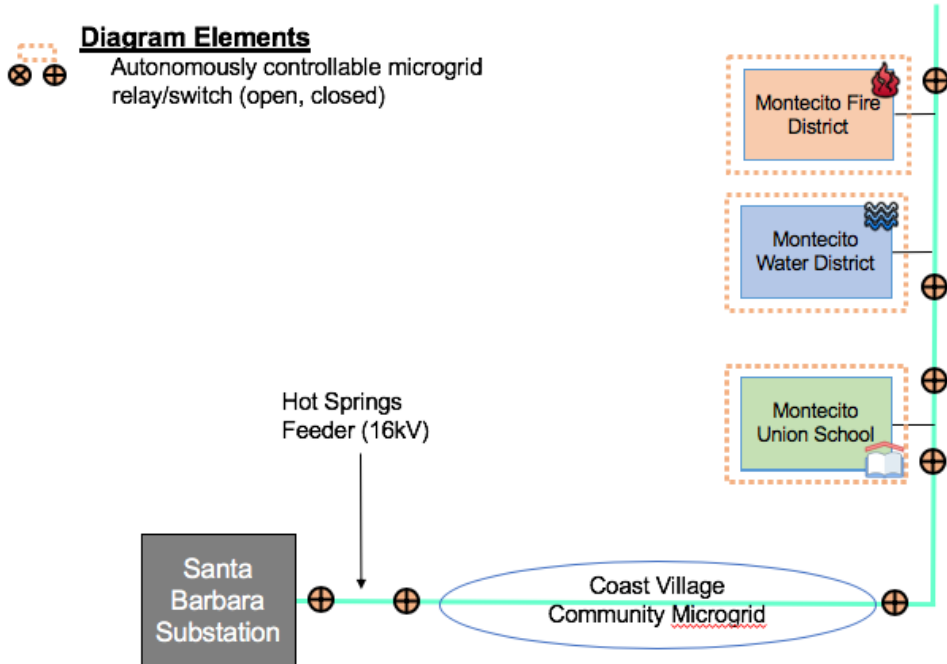 Diagram Elements
Autonomously controllable microgrid
relay/switch (open, closed)
Montecito Fire
District
Montecito
Water District
Montecito
Union School
Hot Springs
Feeder (16kV)
Santa
Barbara
Substation
Coast Village
Community Microgrid